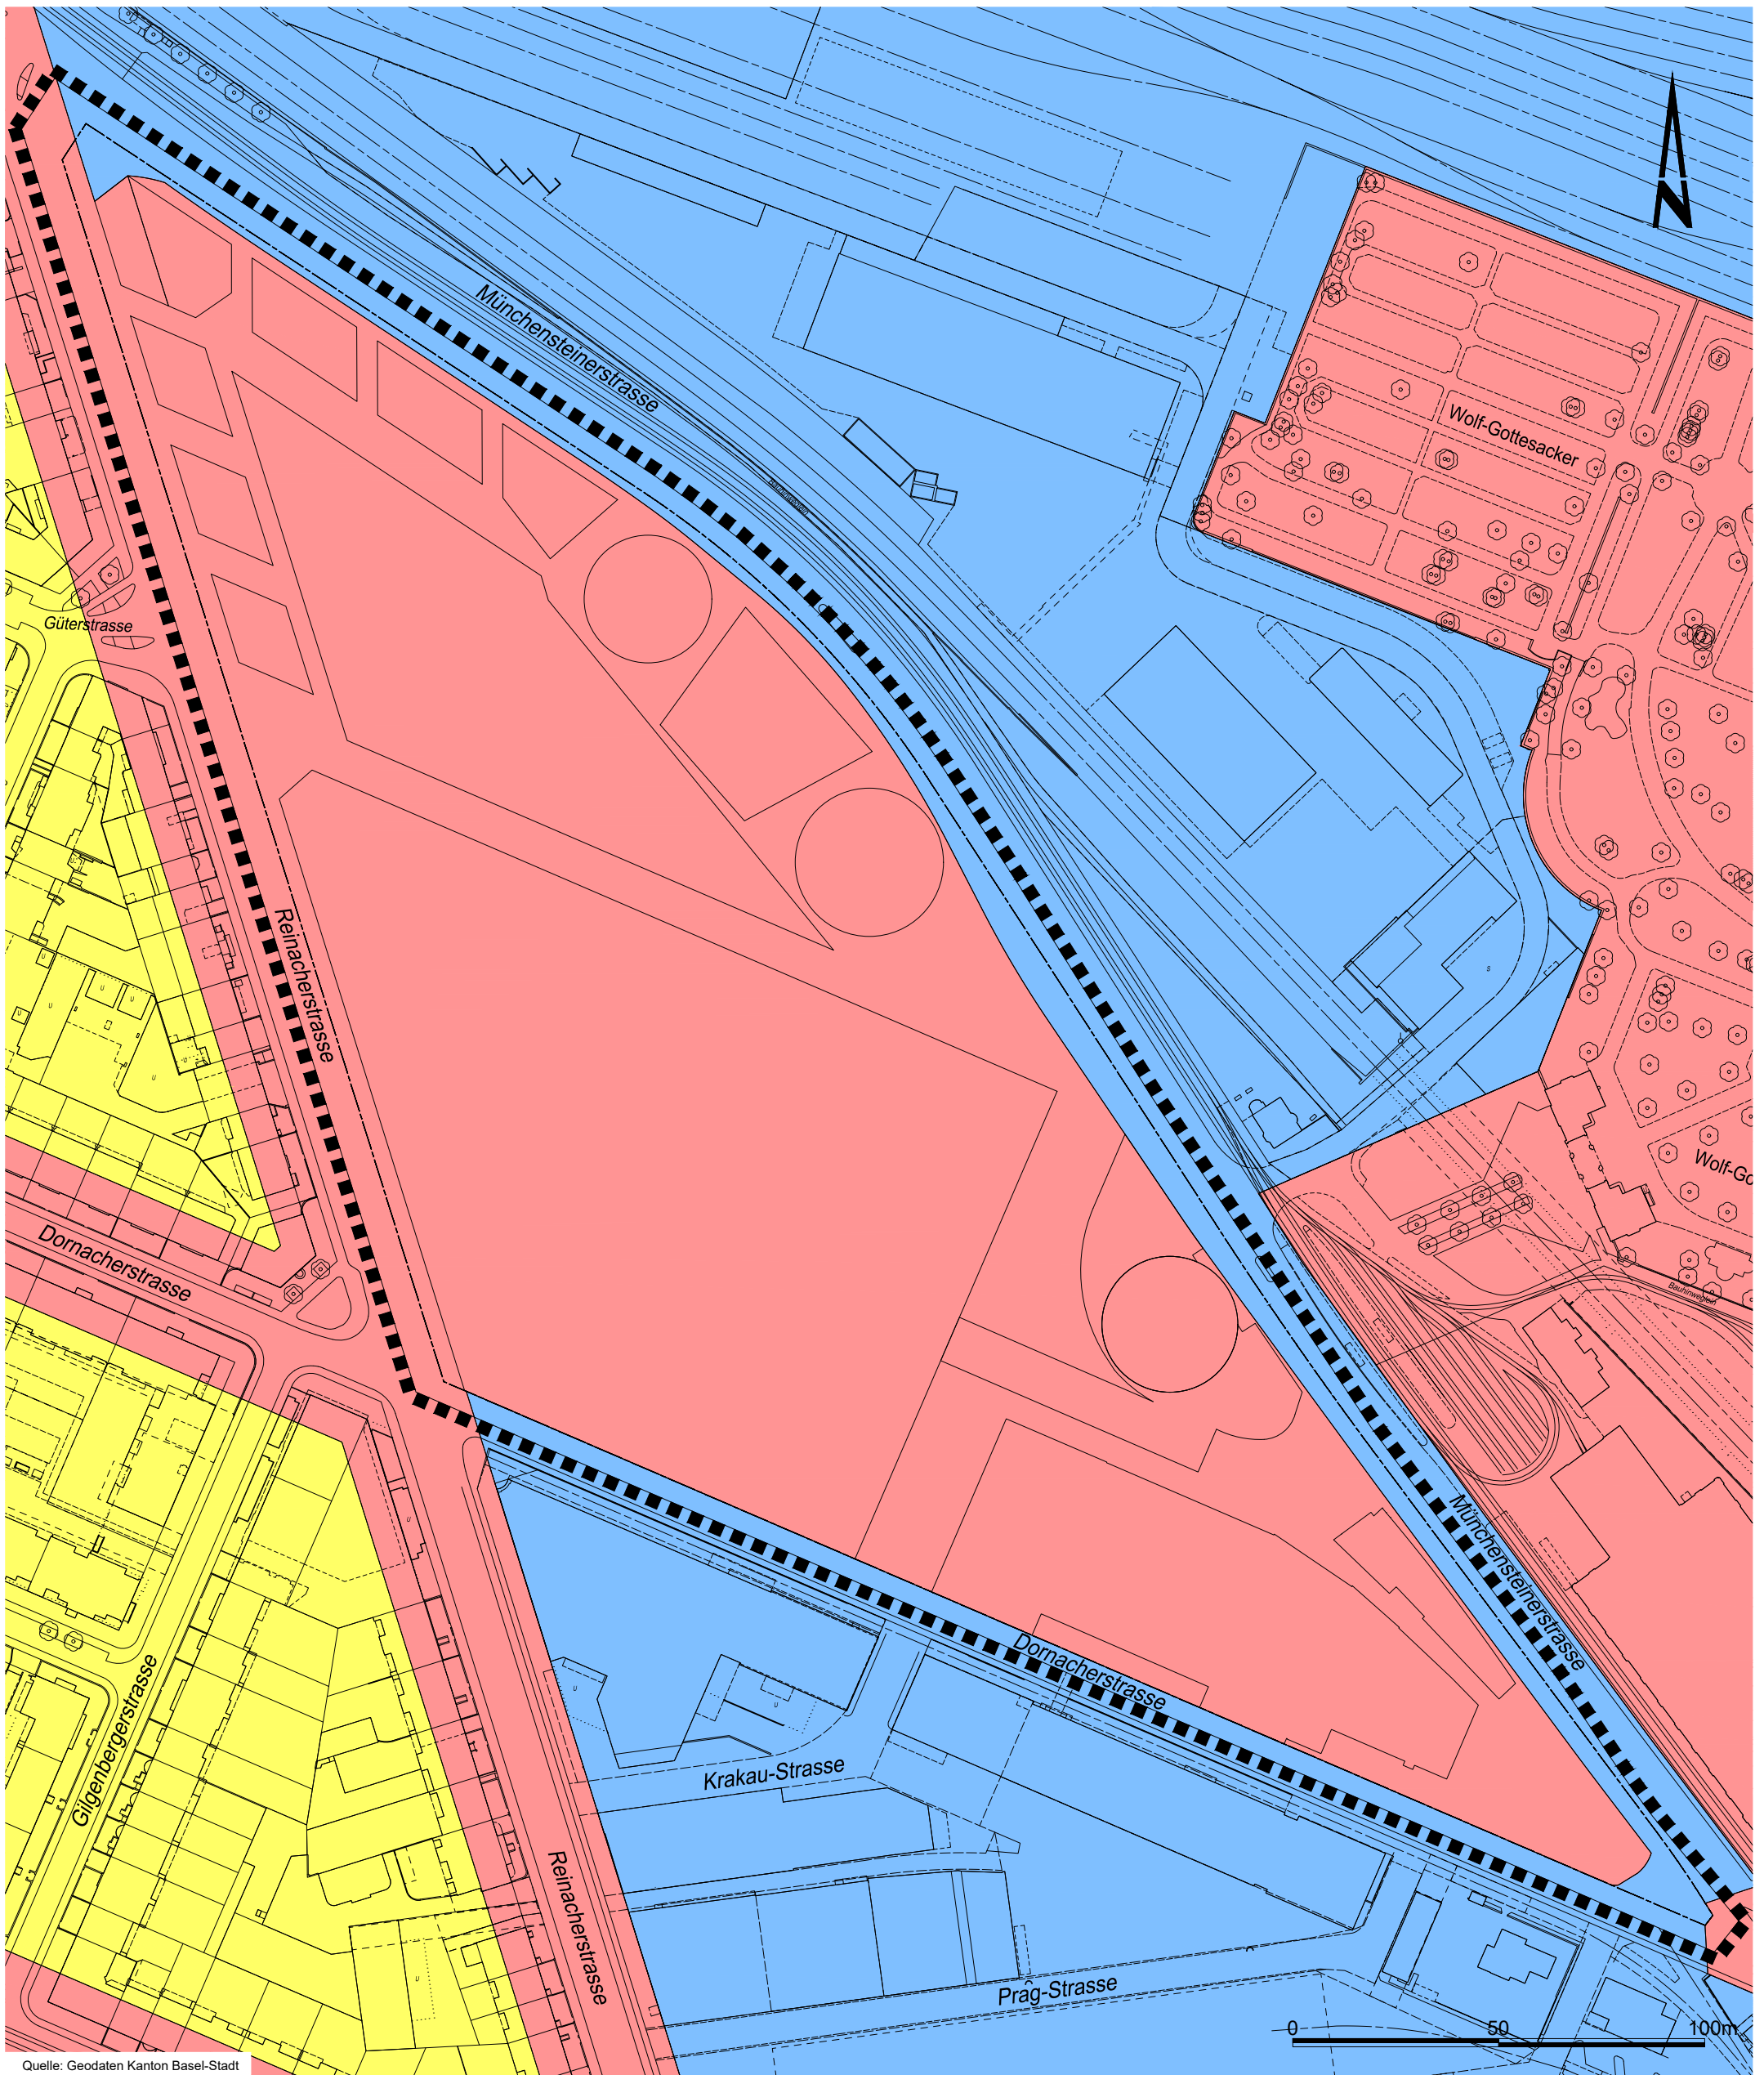 N
Münchensteinerstrasse
Wolf-Gottesacker
Güterstrasse
Reinacherstrasse
Wolf-Go
Dornacherstrasse
Bauhinweglein
Münchensteinerstrasse
Dornacherstrasse
Gilgenbergerstrasse
Krakau-Strasse
Reinacherstrasse
Prag-Strasse
0 50 100m
Quelle: Geodaten Kanton Basel-Stadt